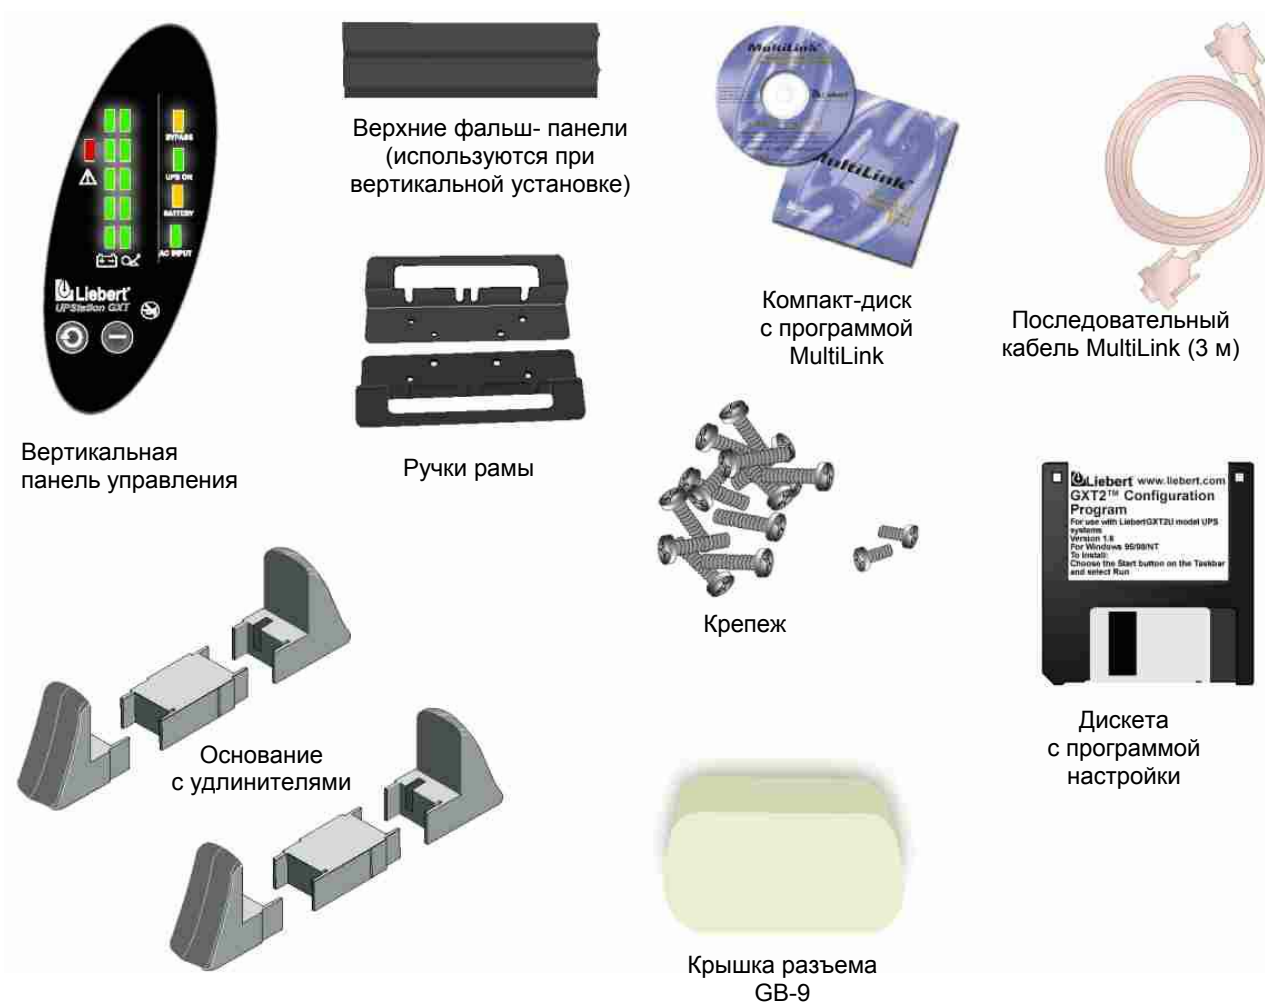 BYPASS
UPS ON
BATTERY
AC INPUT
Liebert®
UPStation GXT
Вертикальная
панель управления
Верхние фальш- панели
(используются при
вертикальной установке)
Ручки рамы
MultiLink®
Liebert
MultiLink®
Компакт-диск
с программой
MultiLink
Последовательный
кабель MultiLink (3 м)
Крепеж
Liebert www.liebert.com
GXT2™ Configuration
Program
For use with LiebertGXT2U model UPS
systems
Version 1.6
For Windows 95/98/NT
To Install:
Choose the Start button on the Taskbar
and select Run
Дискета
с программой
настройки
Основание
с удлинителями
Крышка разъема
GB-9